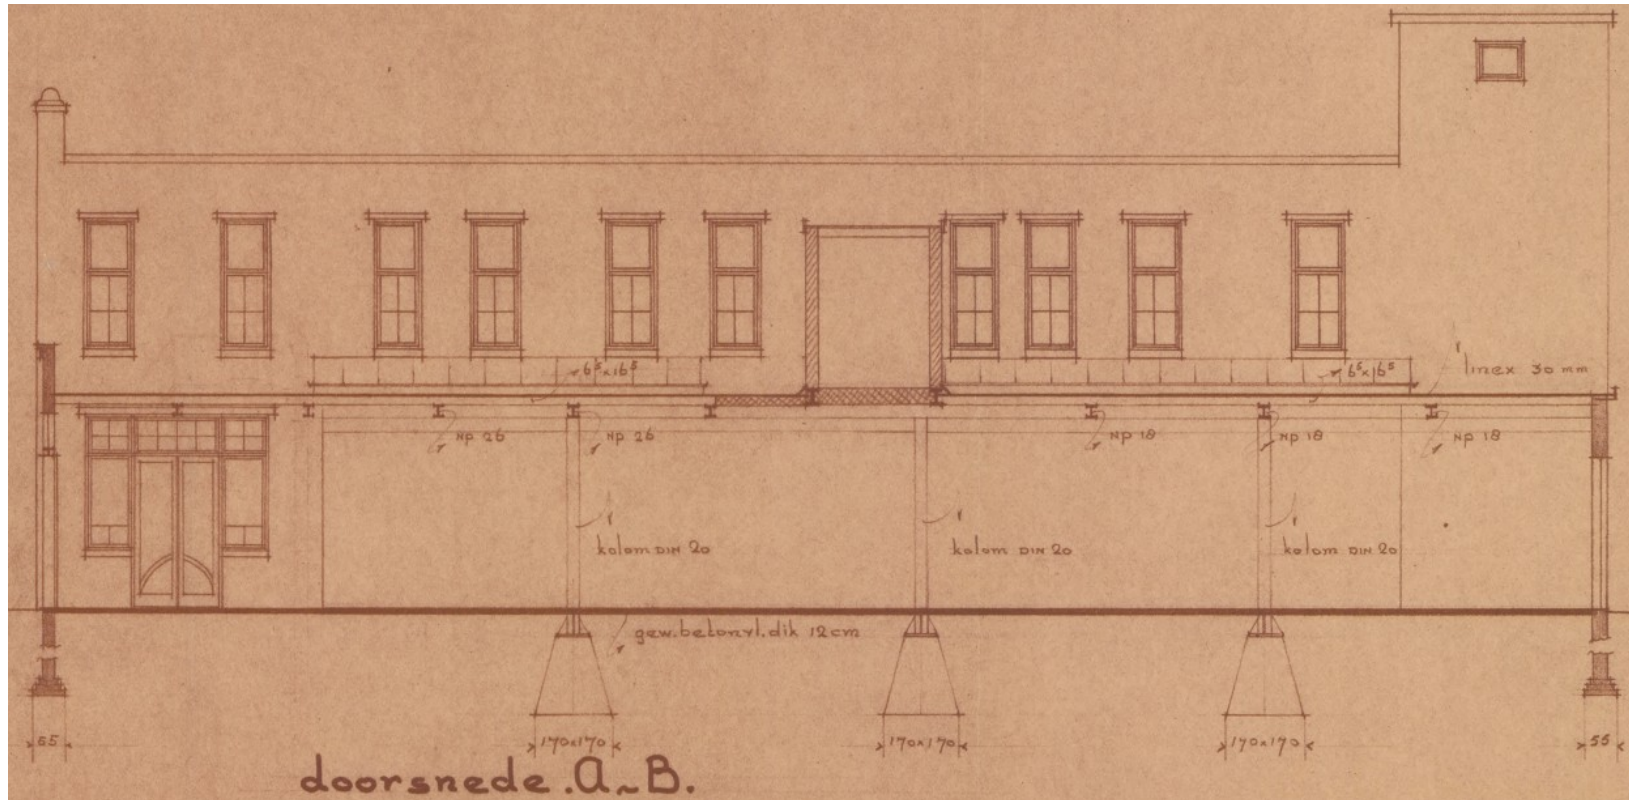 6⁵x16⁵
6⁵x16⁵
linex 30 mm
NP 26
NP 26
NP 18
NP 18
NP 18
kolom DIN 20
kolom DIN 20
kolom DIN 20
gew.betonvl.dik 12cm
55
170x170
170x170
170x170
55
doorsnede.A~B.